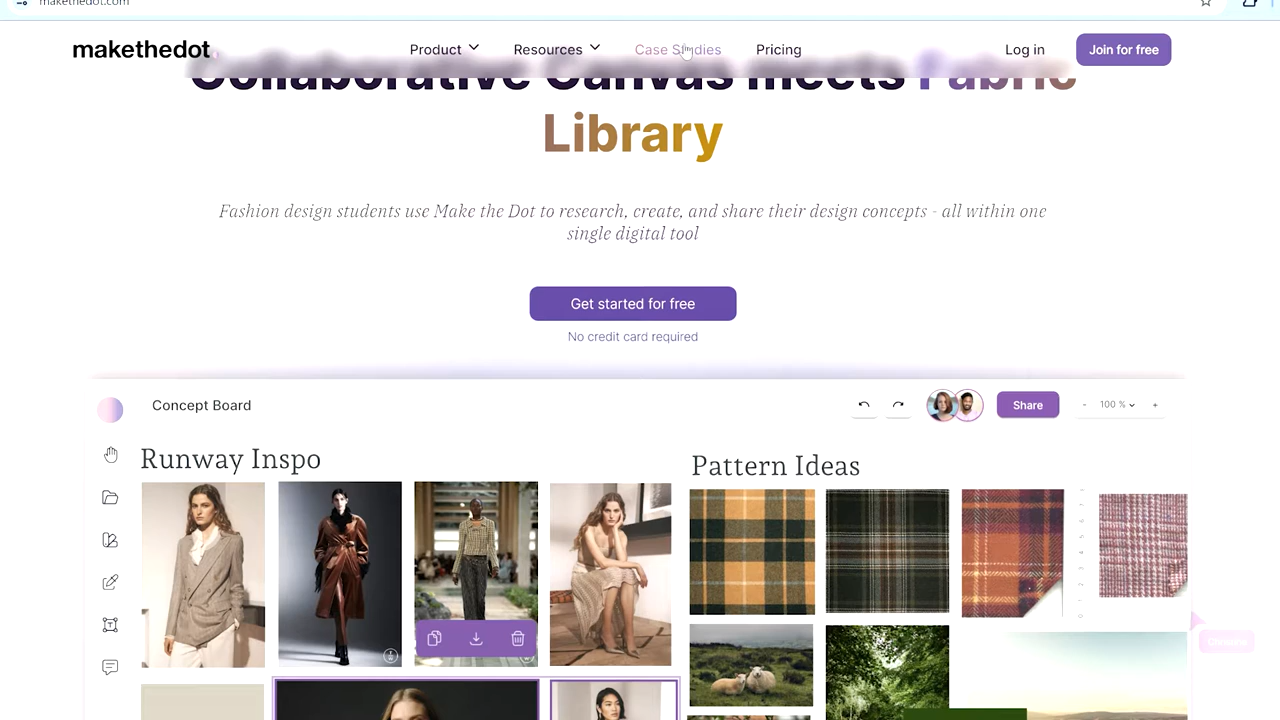 makethedot.com
makethedot
Product
Resources
Case Studies
Pricing
Log in
Join for free
Collaborative Canvas meets Fabric
Library
Fashion design students use Make the Dot to research, create, and share their design concepts - all within one
single digital tool
Get started for free
No credit card required
Concept Board
Share
- 100 % +
Runway Inspo
Pattern Ideas